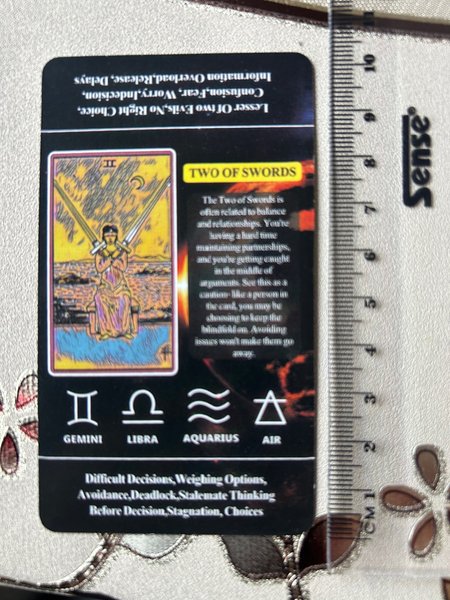 Lesser Of two Evils,No Right Choice,
Confusion,Fear, Worry,Indecision,
Information Overload,Release, Delays
II
TWO OF SWORDS
The Two of Swords is
often related to balance
and relationships. You're
having a hard time
maintaining partnerships,
and you're getting caught
in the middle of
arguments. See this as a
caution- like a person in
the card, you may be
choosing to keep the
blindfold on. Avoiding
issues won't make them go
away.
GEMINI
LIBRA
AQUARIUS
AIR
Difficult Decisions,Weighing Options,
Avoidance,Deadlock,Stalemate Thinking
Before Decision,Stagnation, Choices
Sense®
CM 1 2 3 4 5 6 7 8 9 10 11